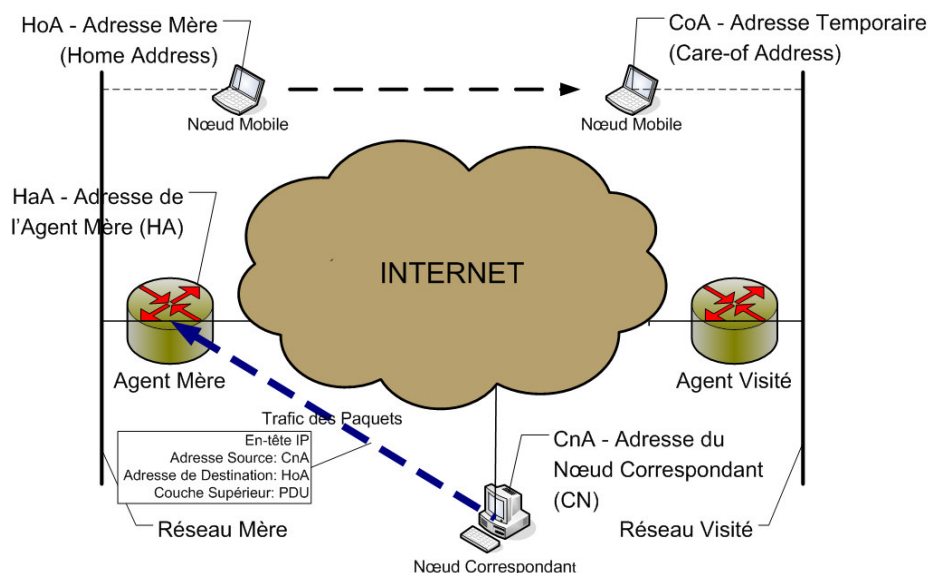 HoA - Adresse Mère
(Home Address)
CoA - Adresse Temporaire
(Care-of Address)
Nœud Mobile
Nœud Mobile
HaA - Adresse de
l'Agent Mère (HA)
INTERNET
Agent Mère
Agent Visité
Trafic des Paquets
En-tête IP
Adresse Source: CnA
Adresse de Destination: HoA
Couche Supérieur: PDU
CnA - Adresse du
Nœud Correspondant
(CN)
Réseau Mère
Réseau Visité
Nœud Correspondant